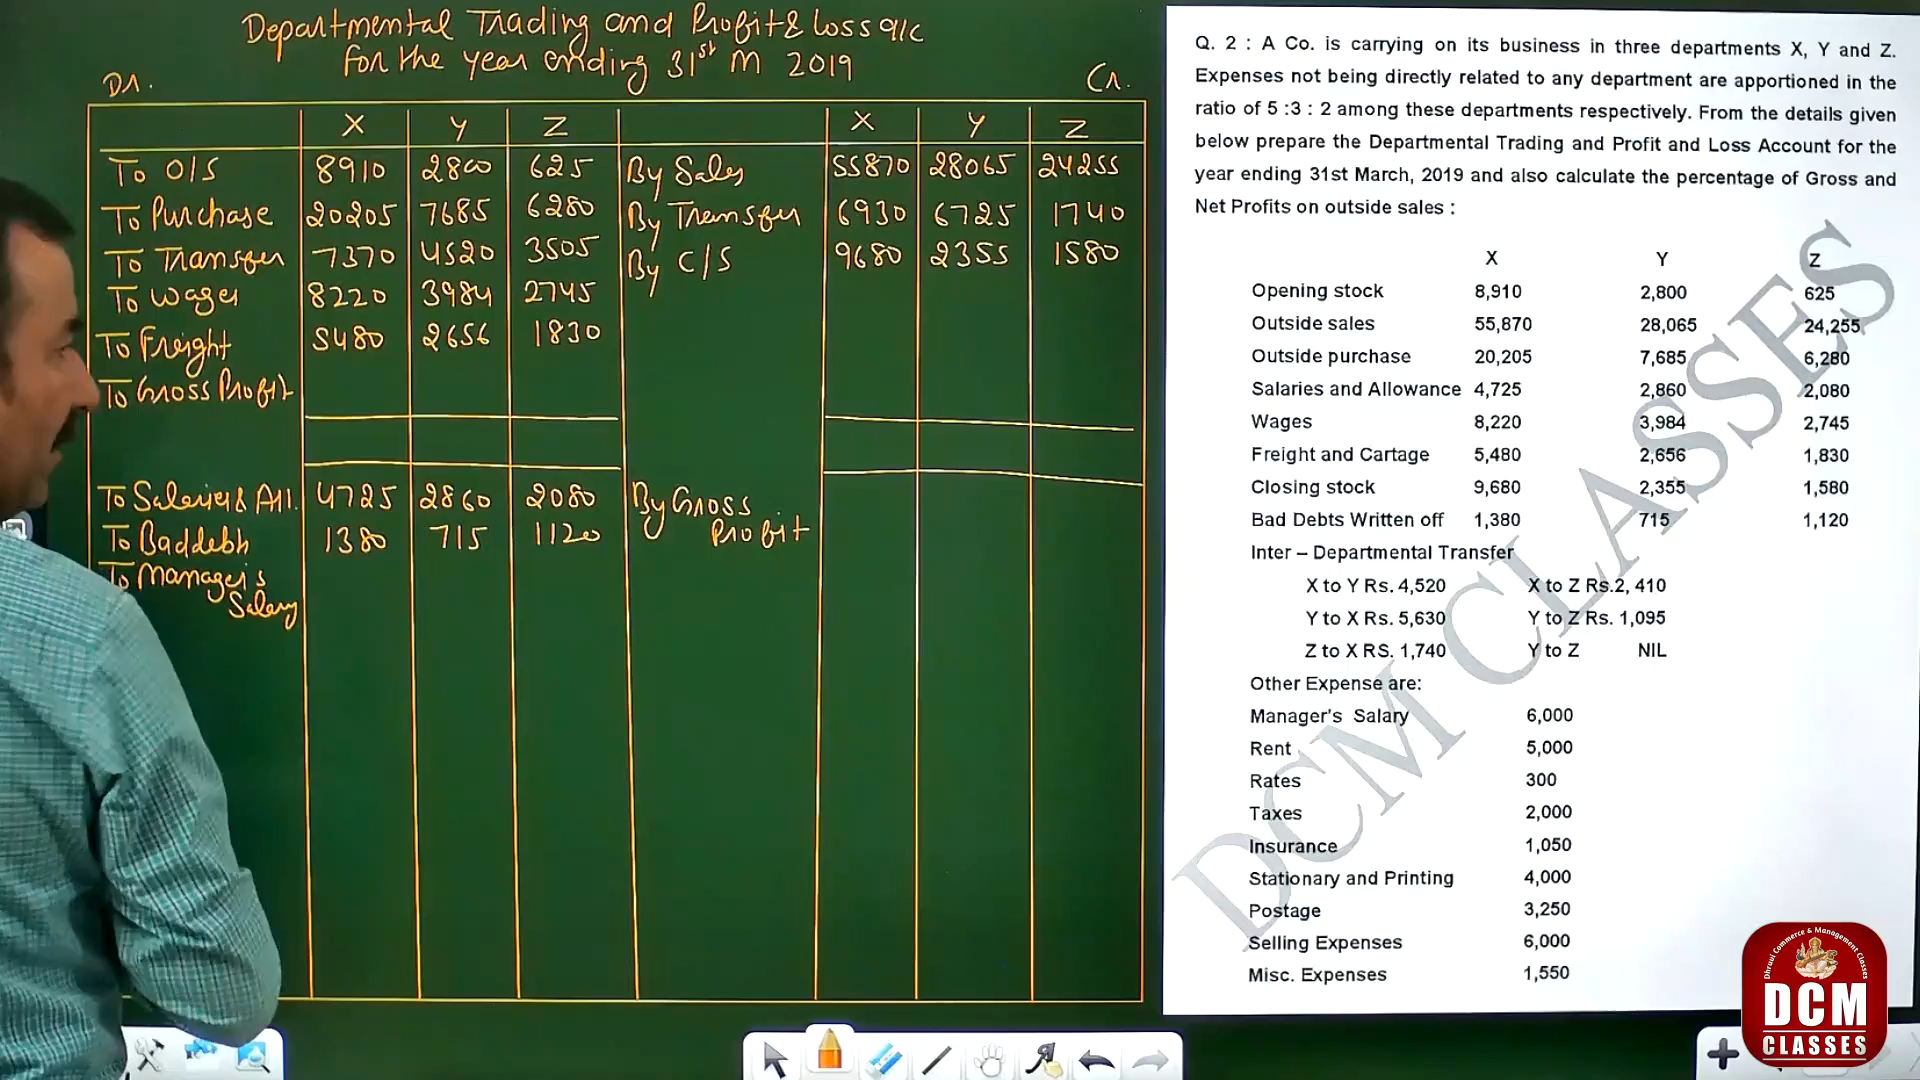 Departmental Trading and Profit & Loss a/c
for the year ending 31st M 2019
Dr. Cr.
X Y Z X Y Z
To O/S 8910 2800 625 By Sales 55870 28065 24255
To Purchase 20205 7685 6280 By Transfer 6930 6725 1740
To Transfer 7370 4520 3505 By C/S 9680 2355 1580
To Wages 8220 3984 2745
To Freight 5480 2656 1830
To Gross Profit
To Salaries & All. 4725 2860 2080 By Gross
Profit
To Baddebts 1380 715 1120
To Manager's
Salary
Q. 2 : A Co. is carrying on its business in three departments X, Y and Z.
Expenses not being directly related to any department are apportioned in the
ratio of 5 :3 : 2 among these departments respectively. From the details given
below prepare the Departmental Trading and Profit and Loss Account for the
year ending 31st March, 2019 and also calculate the percentage of Gross and
Net Profits on outside sales :
X Y Z
Opening stock 8,910 2,800 625
Outside sales 55,870 28,065 24,255
Outside purchase 20,205 7,685 6,280
Salaries and Allowance 4,725 2,860 2,080
Wages 8,220 3,984 2,745
Freight and Cartage 5,480 2,656 1,830
Closing stock 9,680 2,355 1,580
Bad Debts Written off 1,380 715 1,120
Inter – Departmental Transfer
X to Y Rs. 4,520 X to Z Rs.2, 410
Y to X Rs. 5,630 Y to Z Rs. 1,095
Z to X RS. 1,740 Y to Z NIL
Other Expense are:
Manager's Salary 6,000
Rent 5,000
Rates 300
Taxes 2,000
Insurance 1,050
Stationary and Printing 4,000
Postage 3,250
Selling Expenses 6,000
Misc. Expenses 1,550
DCM CLASSES
Dhruvi Commerce & Management Classes
DCM
CLASSES